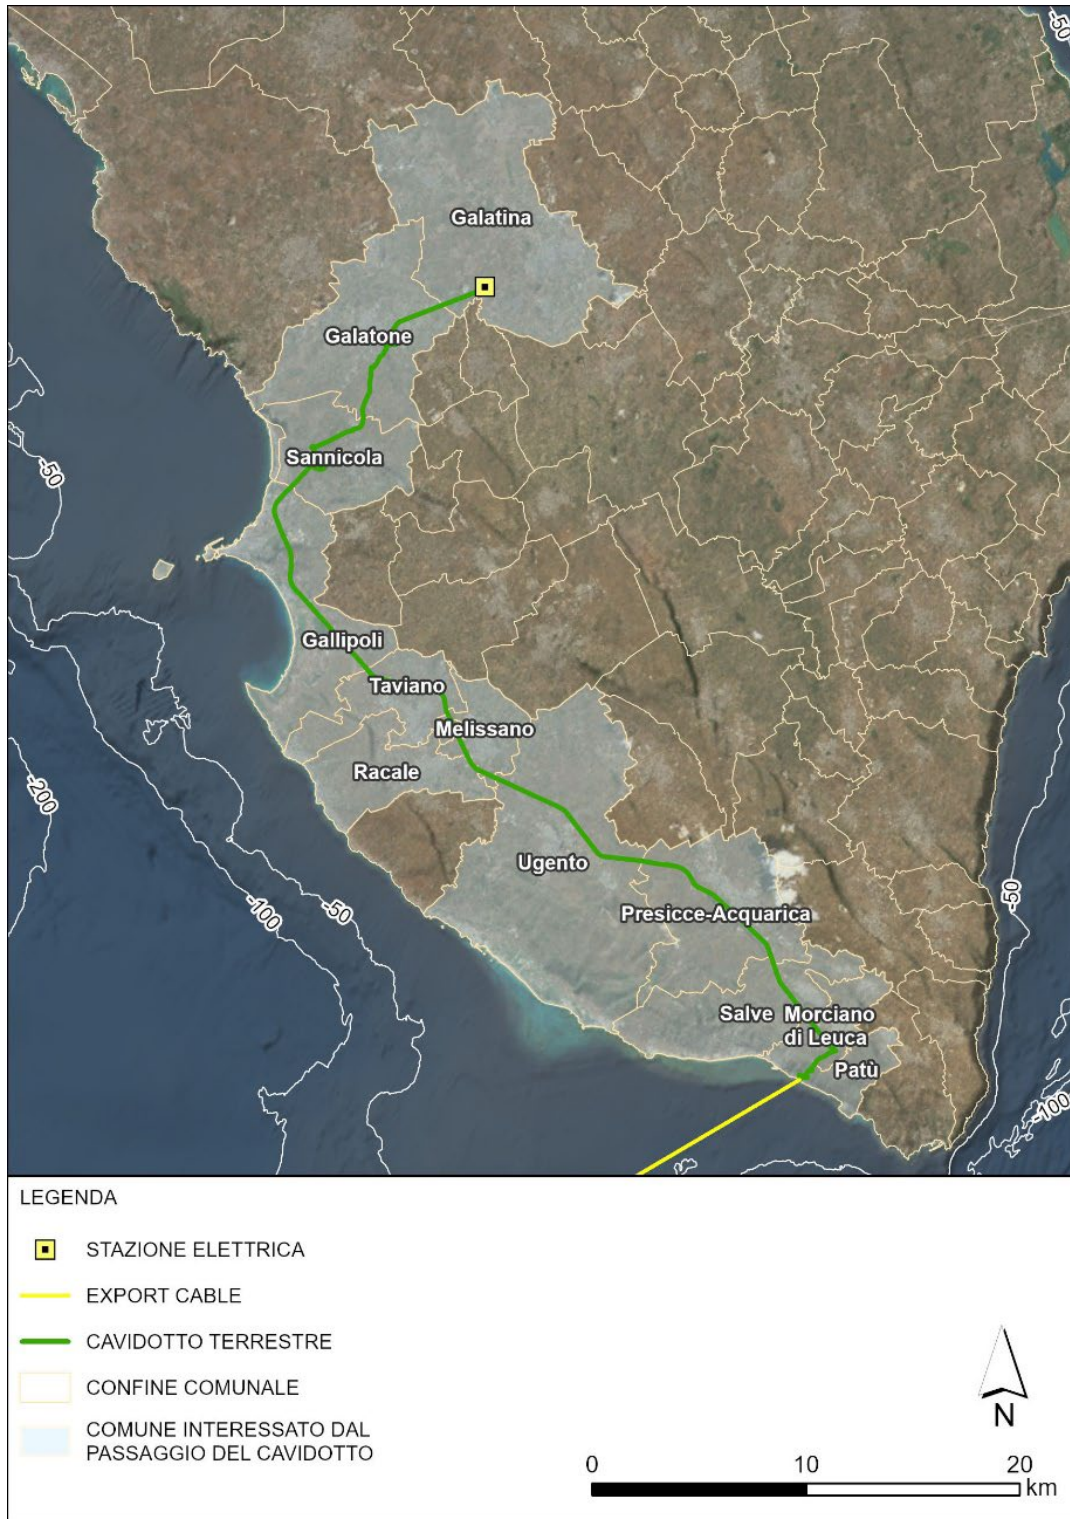 -50
Galatina
Galatone
-50
Sannicola
Gallipoli
Taviano
Melissano
Racale
-200
Ugento
-50
-100
-50
Presicce-Acquarica
Salve
Morciano
di Leuca
Patù
-100
LEGENDA
STAZIONE ELETTRICA
EXPORT CABLE
CAVIDOTTO TERRESTRE
CONFINE COMUNALE
COMUNE INTERESSATO DAL
PASSAGGIO DEL CAVIDOTTO
N
0 10 20
km